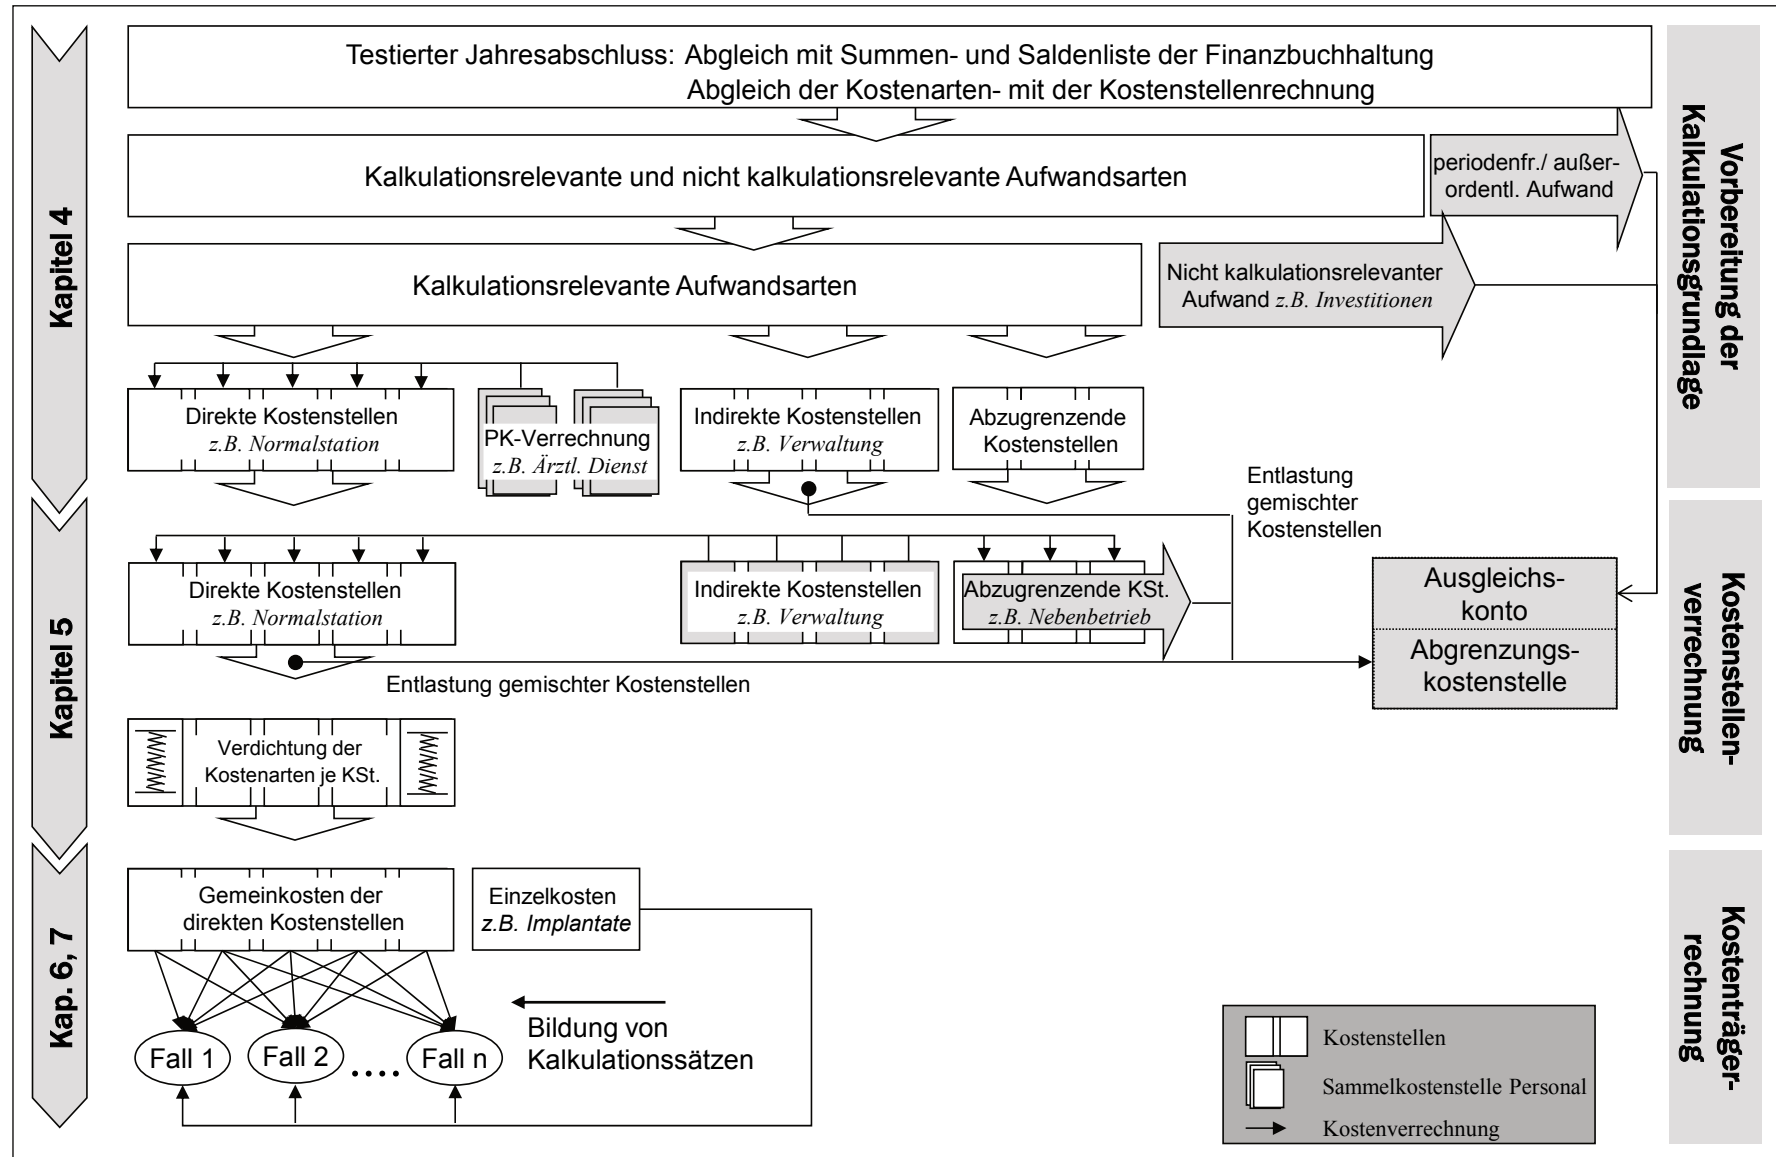 Testierter Jahresabschluss: Abgleich mit Summen- und Saldenliste der Finanzbuchhaltung
Abgleich der Kostenarten- mit der Kostenstellenrechnung
Kalkulationsrelevante und nicht kalkulationsrelevante Aufwandsarten
periodenfr./ außer-
ordentl. Aufwand
Kalkulationsrelevante Aufwandsarten
Nicht kalkulationsrelevanter
Aufwand z.B. Investitionen
Kapitel 4
Vorbereitung der
Kalkulationsgrundlage
Direkte Kostenstellen
z.B. Normalstation
PK-Verrechnung
z.B. Ärztl. Dienst
Indirekte Kostenstellen
z.B. Verwaltung
Abzugrenzende
Kostenstellen
Entlastung
gemischter
Kostenstellen
Kapitel 5
Kostenstellen-
verrechnung
Direkte Kostenstellen
z.B. Normalstation
Indirekte Kostenstellen
z.B. Verwaltung
Abzugrenzende KSt.
z.B. Nebenbetrieb
Ausgleichs-
konto
Abgrenzungs-
kostenstelle
Entlastung gemischter Kostenstellen
Verdichtung der
Kostenarten je KSt.
Kap. 6, 7
Kostenträger-
rechnung
Gemeinkosten der
direkten Kostenstellen
Einzelkosten
z.B. Implantate
Bildung von
Kalkulationssätzen
Fall 1
Fall 2
....
Fall n
Kostenstellen
Sammelkostenstelle Personal
Kostenverrechnung